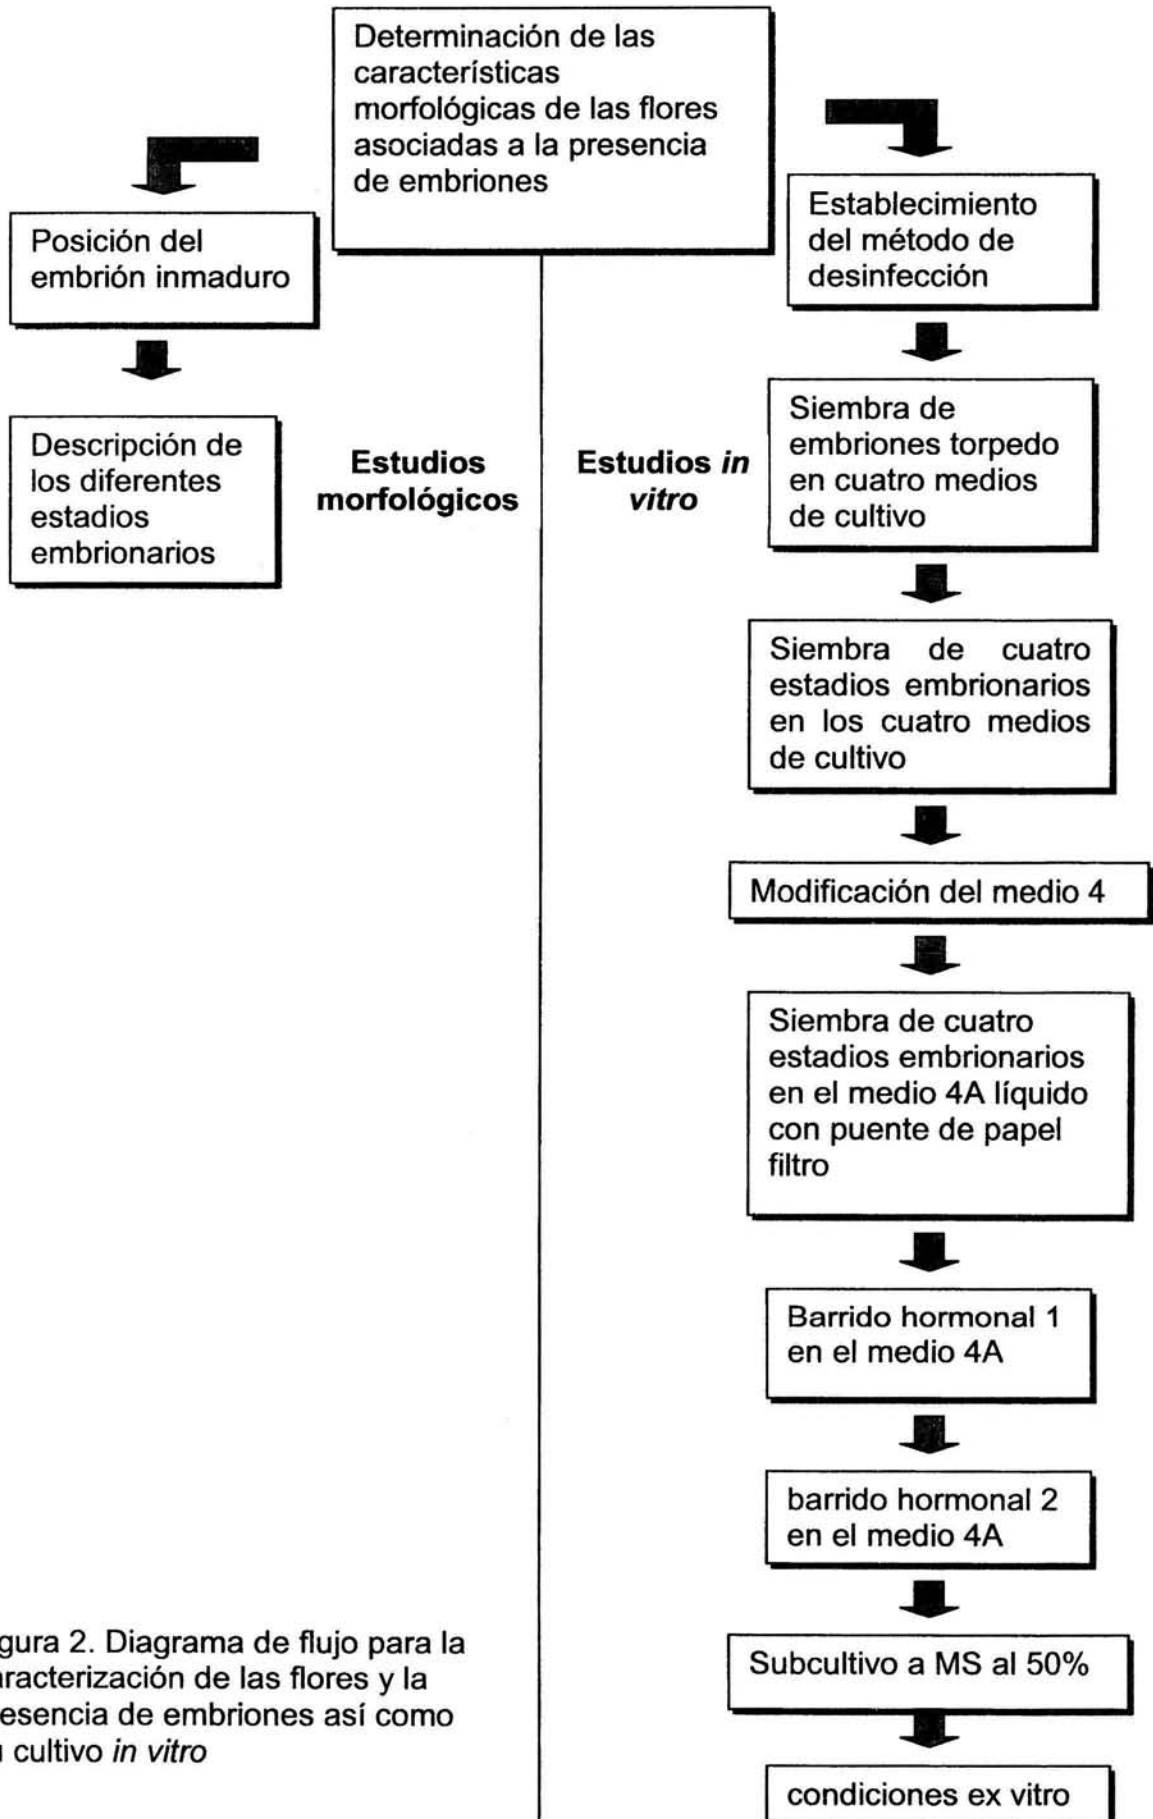 Determinación de las
características
morfológicas de las flores
asociadas a la presencia
de embriones
Posición del
embrión inmaduro
Descripción de
los diferentes
estadios
embrionarios
Estudios
morfológicos
Estudios in
vitro
Establecimiento
del método de
desinfección
Siembra de
embriones torpedo
en cuatro medios
de cultivo
Siembra de cuatro
estadios embrionarios
en los cuatro medios
de cultivo
Modificación del medio 4
Siembra de cuatro
estadios embrionarios
en el medio 4A líquido
con puente de papel
filtro
Barrido hormonal 1
en el medio 4A
barrido hormonal 2
en el medio 4A
Subcultivo a MS al 50%
condiciones ex vitro
gura 2. Diagrama de flujo para la
aracterización de las flores y la
esencia de embriones así como
u cultivo in vitro